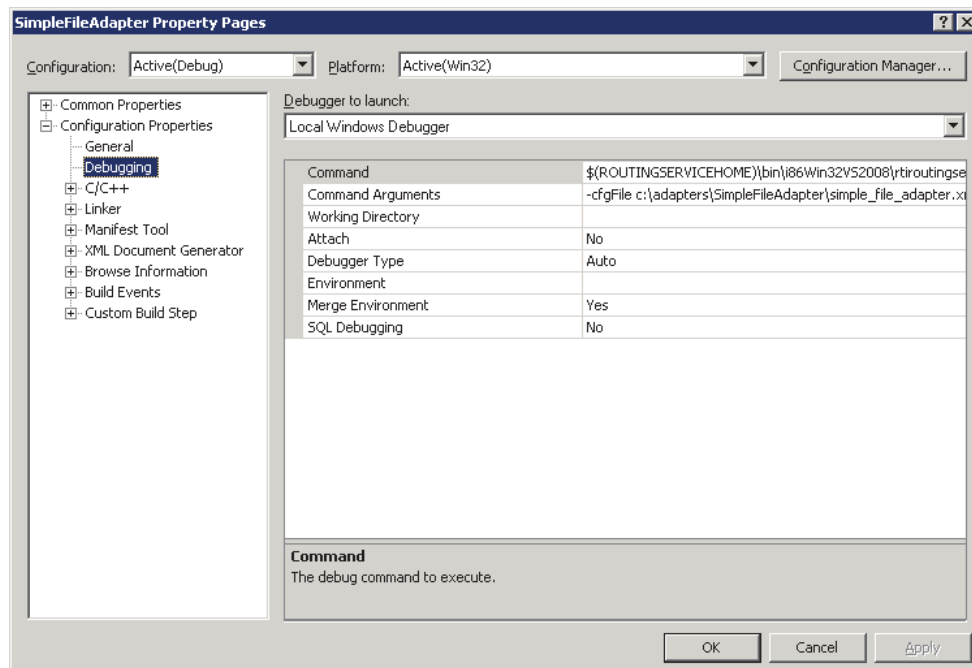 SimpleFileAdapter Property Pages
Configuration: Active(Debug) Platform: Active(Win32) Configuration Manager...
Common Properties
Configuration Properties
General
Debugging
C/C++
Linker
Manifest Tool
XML Document Generator
Browse Information
Build Events
Custom Build Step
Debugger to launch:
Local Windows Debugger
Command $(ROUTINGSERVICEHOME)\bin\i86Win32VS2008\rtiroutingse
Command Arguments -cfgFile c:\adapters\SimpleFileAdapter\simple_file_adapter.x
Working Directory
Attach No
Debugger Type Auto
Environment
Merge Environment Yes
SQL Debugging No
Command
The debug command to execute.
OK Cancel Apply